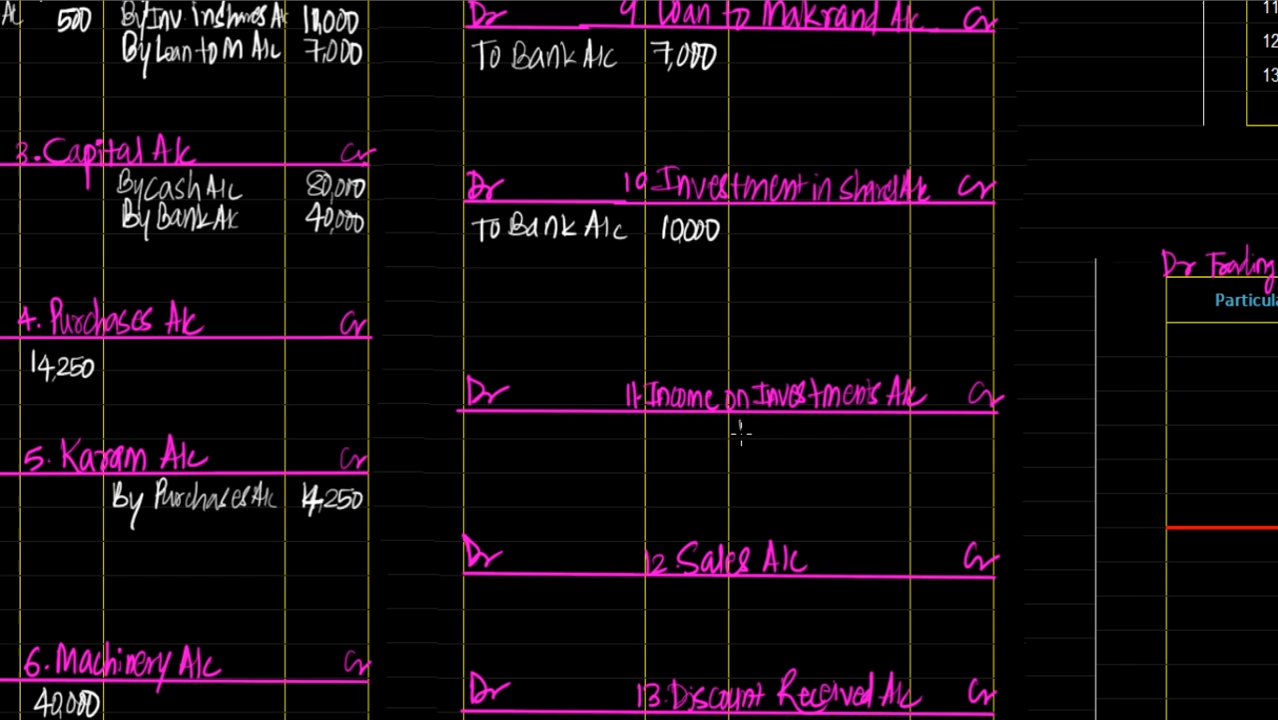 A/c 500 By Inv. in shares A/c 10,000
By Loan to M A/c 7,000
3. Capital A/c Cr
By Cash A/c 80,000
By Bank A/c 40,000
4. Purchases A/c Cr
14,250
5. Karam A/c Cr
By Purchases A/c 14,250
6. Machinery A/c Cr
40,000
Dr 9 Loan to Makrand A/c Cr
To Bank A/c 7,000
Dr 10 Investment in shares A/c Cr
To Bank A/c 10,000
Dr 11. Income on Investments A/c Cr
Dr 12. Sales A/c Cr
Dr 13. Discount Received A/c Cr
11
12
13
Dr Trading
Particula